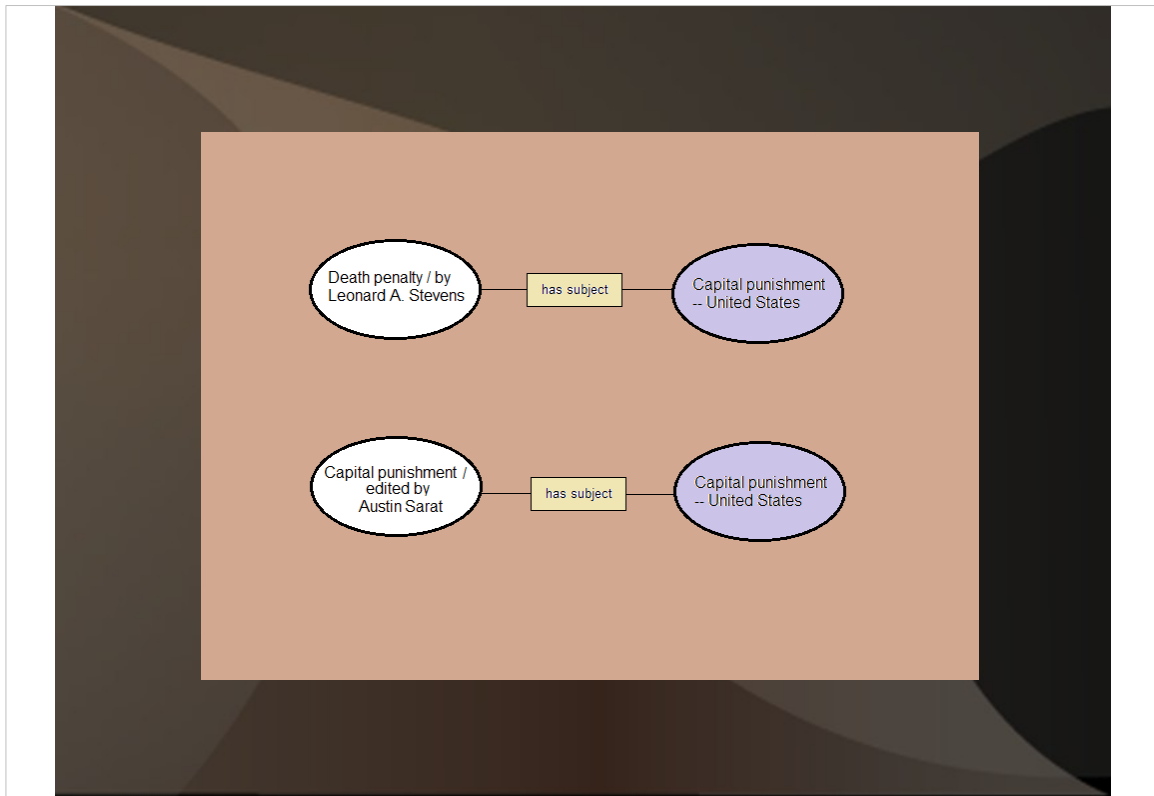 Death penalty / by
Leonard A. Stevens
has subject
Capital punishment
-- United States
Capital punishment /
edited by
Austin Sarat
has subject
Capital punishment
-- United States